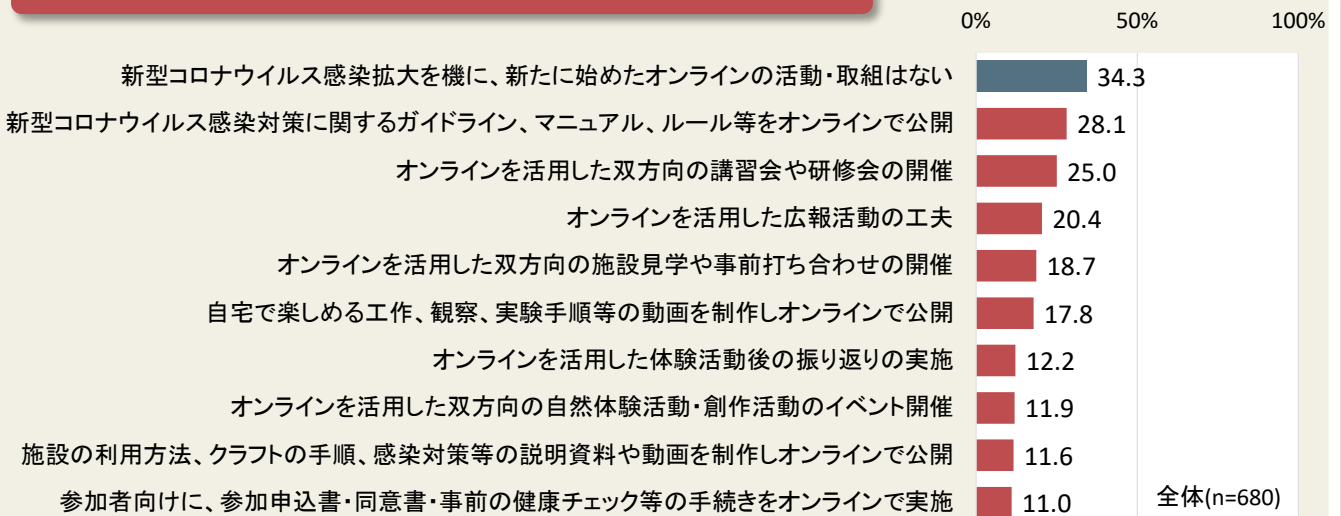 0% 50% 100%
新型コロナウイルス感染拡大を機に、新たに始めたオンラインの活動・取組はない 34.3
新型コロナウイルス感染対策に関するガイドライン、マニュアル、ルール等をオンラインで公開 28.1
オンラインを活用した双方向の講習会や研修会の開催 25.0
オンラインを活用した広報活動の工夫 20.4
オンラインを活用した双方向の施設見学や事前打ち合わせの開催 18.7
自宅で楽しめる工作、観察、実験手順等の動画を制作しオンラインで公開 17.8
オンラインを活用した体験活動後の振り返りの実施 12.2
オンラインを活用した双方向の自然体験活動・創作活動のイベント開催 11.9
施設の利用方法、クラフトの手順、感染対策等の説明資料や動画を制作しオンラインで公開 11.6
参加者向けに、参加申込書・同意書・事前の健康チェック等の手続きをオンラインで実施 11.0 全体(n=680)